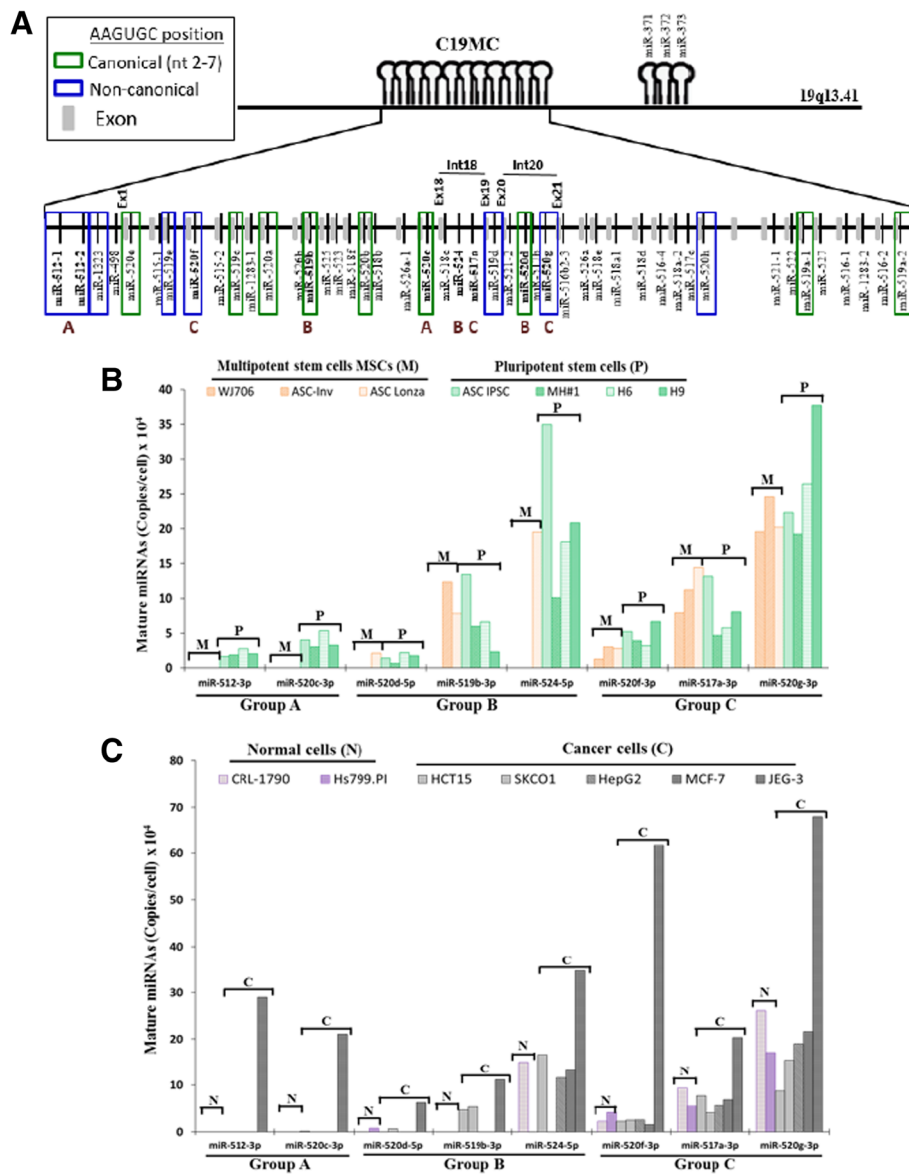 A
AAGUGC position
Canonical (nt 2-7)
Non-canonical
Exon
C19MC
miR-371
miR-372
miR-373
19q13.41
Ex1
Ex18
Int18
Ex19
Ex20
Int20
Ex21
miR-512-1
miR-512-2
miR-1323
miR-498
miR-520e
miR-515-1
miR-519e
miR-520f
miR-515-2
miR-519c
miR-1283-1
miR-520a
miR-526b
miR-519b
miR-525
miR-523
miR-518f
miR-520b
miR-518b
miR-526a-1
miR-520c
miR-518c
miR-524
miR-517a
miR-519d
miR-521-2
miR-520d
miR-517b
miR-520g
miR-516b2-3
miR-526a
miR-518e
miR-518a1
miR-518d
miR-516-4
miR-518a-2
miR-517c
miR-520h
miR-521-1
miR-522
miR-519a-1
miR-527
miR-516-1
miR-1283-2
miR-516-2
miR-519a-2
A C B A B C B C
B
Multipotent stem cells MSCs (M) Pluripotent stem cells (P)
WJ706 ASC-Inv ASC Lonza ASC IPSC MH#1 H6 H9
Mature miRNAs (Copies/cell) x 10⁴
40
35
30
25
20
15
10
5
0
M P M P M P M P M P M P M P M P
miR-512-3p miR-520c-3p miR-520d-5p miR-519b-3p miR-524-5p miR-520f-3p miR-517a-3p miR-520g-3p
Group A Group B Group C
C
Normal cells (N) Cancer cells (C)
CRL-1790 Hs799.PI HCT15 SKCO1 HepG2 MCF-7 JEG-3
Mature miRNAs (Copies/cell) x 10⁴
80
70
60
50
40
30
20
10
0
N C N C N C N C N C N C N C N C
miR-512-3p miR-520c-3p miR-520d-5p miR-519b-3p miR-524-5p miR-520f-3p miR-517a-3p miR-520g-3p
Group A Group B Group C